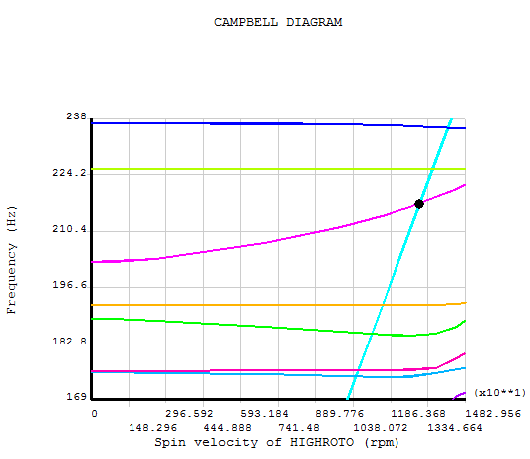 CAMPBELL DIAGRAM
238
224.2
210.4
196.6
182.8
169
Frequency (Hz)
(x10**1)
0 296.592 593.184 889.776 1186.368 1482.956
148.296 444.888 741.48 1038.072 1334.664
Spin velocity of HIGHROTO (rpm)